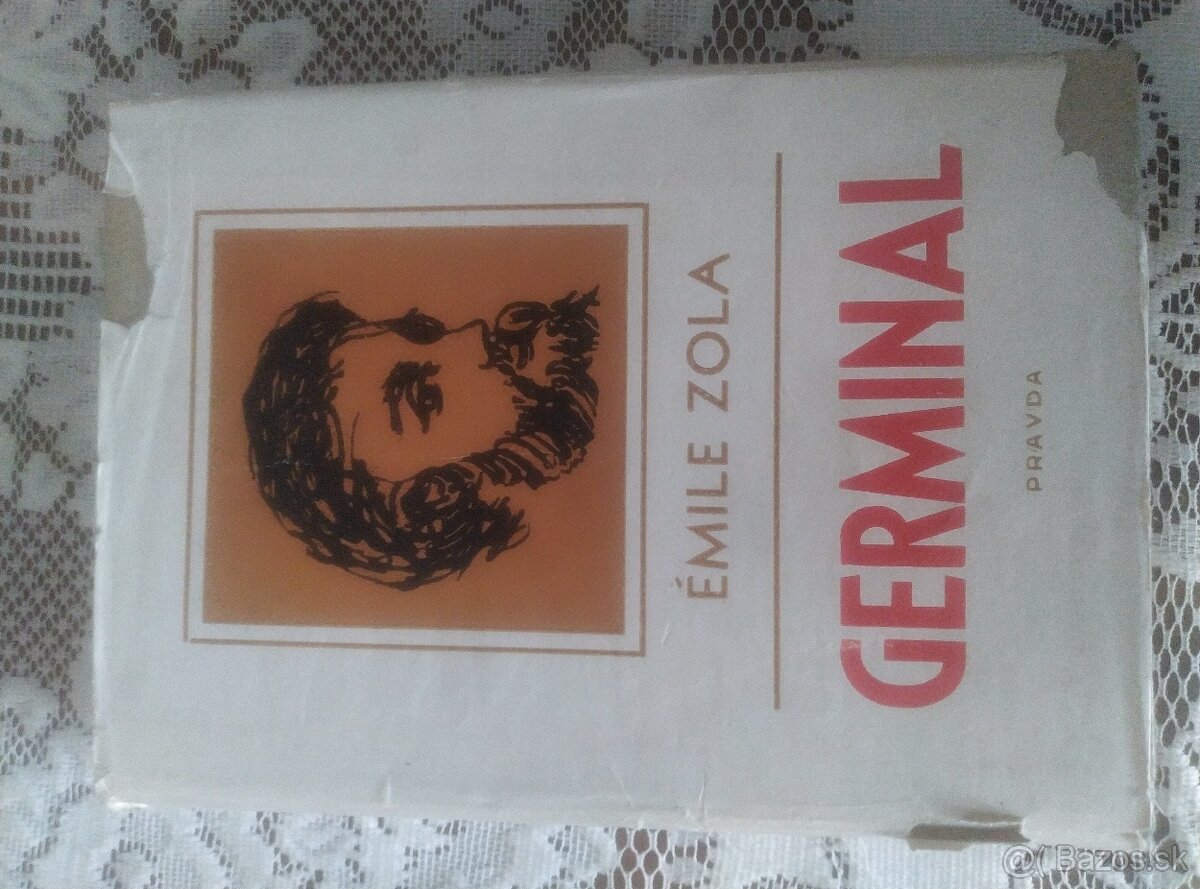 ÉMILE ZOLA
GERMINAL
PRAVDA
@( Bazos.sk